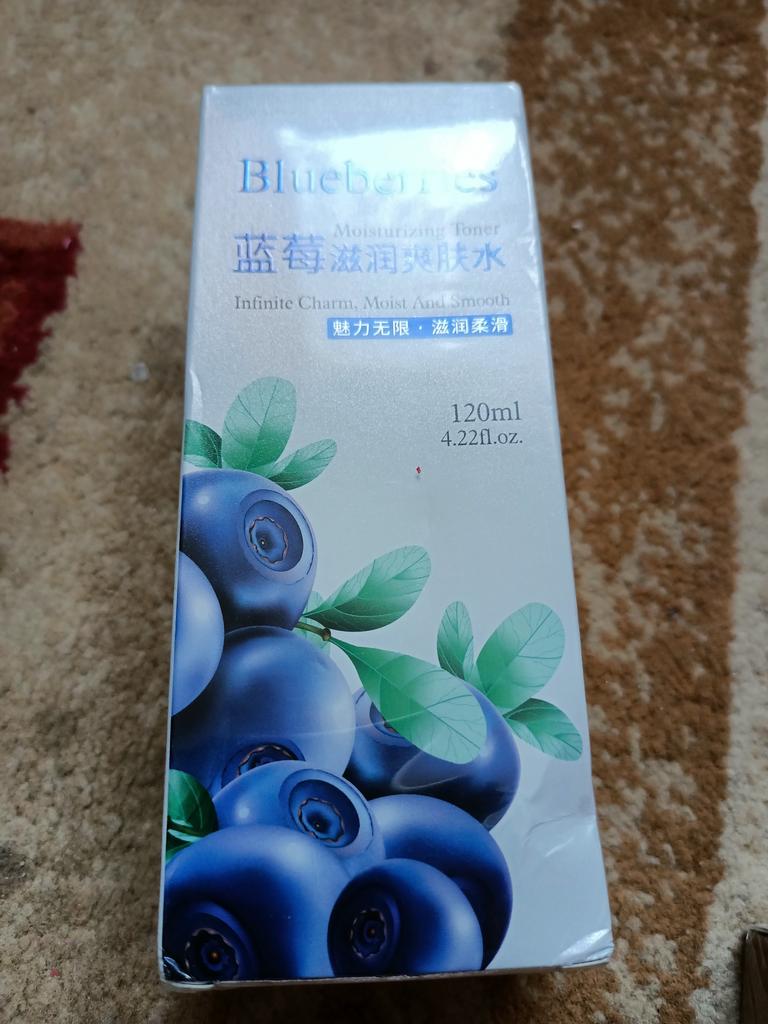 Blueberries
Moisturizing Toner
蓝莓滋润爽肤水
Infinite Charm, Moist And Smooth
魅力无限·滋润柔滑
120ml
4.22fl.oz.